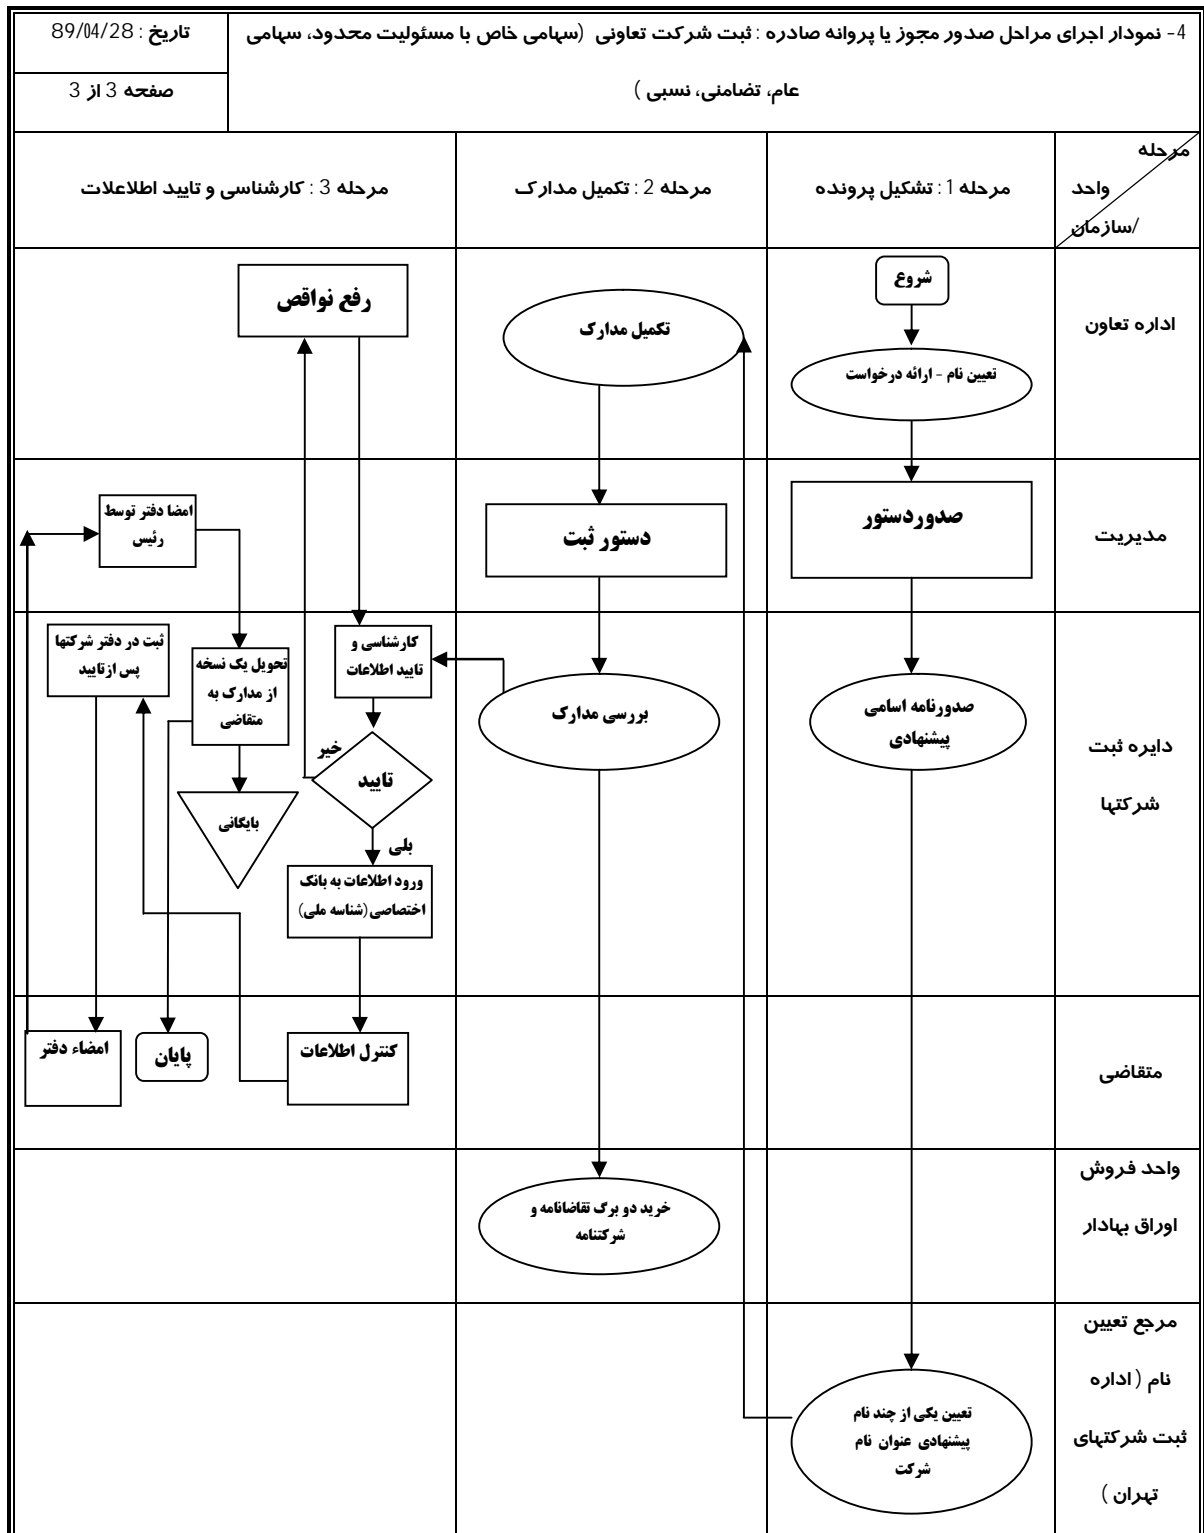 4- نمودار اجرای مراحل صدور مجوز یا پروانه صادره : ثبت شرکت تعاونی (سهامی خاص با مسئولیت محدود، سهامی
عام، تضامنی، نسبی )
تاریخ : 89/04/28
صفحه 3 از 3
مرحله
واحد
/سازمان
مرحله 1 : تشکیل پرونده
مرحله 2 : تکمیل مدارک
مرحله 3 : کارشناسی و تایید اطلاعلات
اداره تعاون
شروع
تعیین نام - ارائه درخواست
تکمیل مدارک
رفع نواقص
مدیریت
صدوردستور
دستور ثبت
امضا دفتر توسط
رئیس
دایره ثبت
شرکتها
صدورنامه اسامی
پیشنهادی
بررسی مدارک
کارشناسی و
تایید اطلاعات
خیر
تایید
بلی
ورود اطلاعات به بانک
اختصاصی(شناسه ملی)
تحویل یک نسخه
از مدارک به
متقاضی
بایگانی
ثبت در دفتر شرکتها
پس ازتایید
متقاضی
کنترل اطلاعات
پایان
امضاء دفتر
واحد فروش
اوراق بهادار
خرید دو برگ تقاضانامه و
شرکتنامه
مرجع تعیین
نام ( اداره
ثبت شرکتهای
تهران )
تعیین یکی از چند نام
پیشنهادی عنوان نام
شرکت